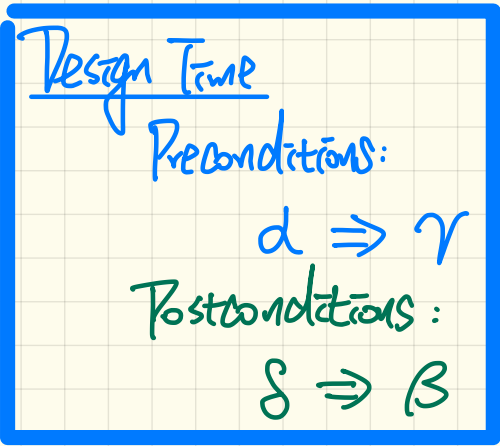 Design Time
Preconditions:
α ⇒ γ
Postconditions:
δ ⇒ β